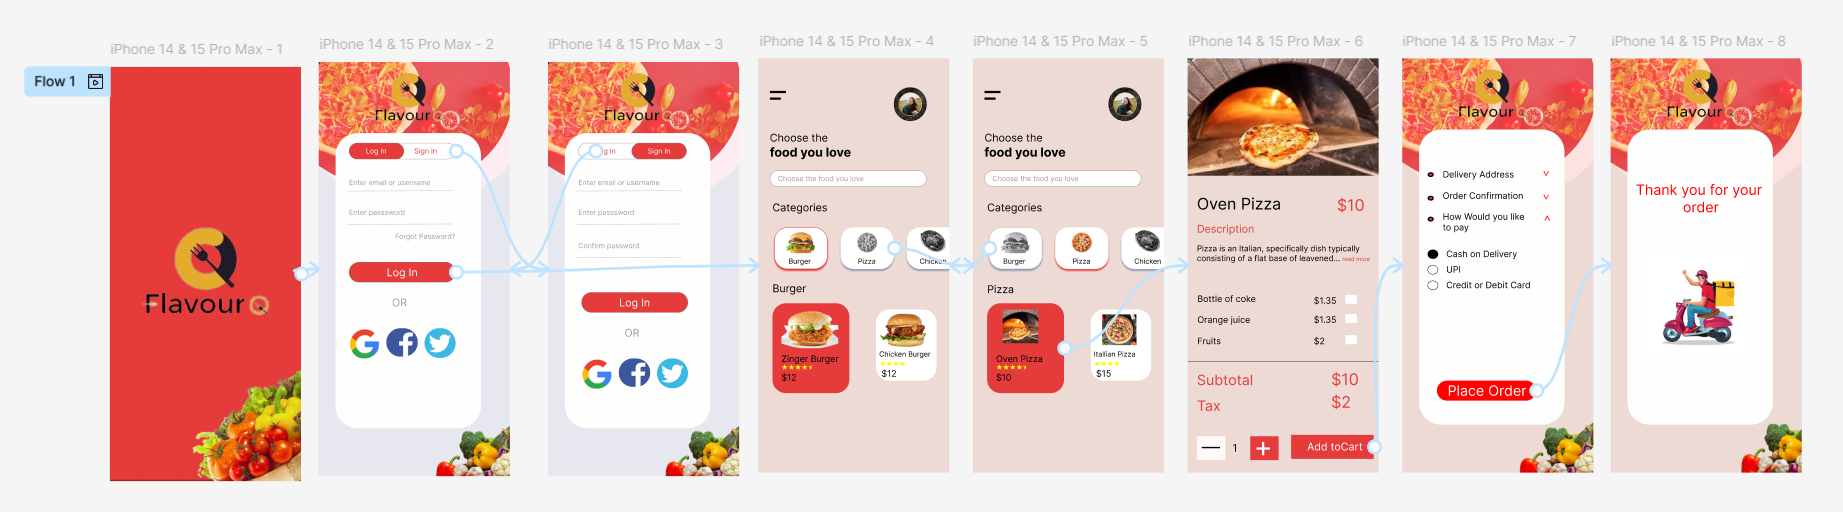 Flow 1
iPhone 14 & 15 Pro Max - 1
Flavour
iPhone 14 & 15 Pro Max - 2
Flavour
Log In
Sign In
Enter email or username
Enter passsword
Forgot Password?
Log In
OR
iPhone 14 & 15 Pro Max - 3
Flavour
g In
Sign In
Enter email or username
Enter passsword
Confirm password
Log In
OR
iPhone 14 & 15 Pro Max - 4
Choose the
food you love
Choose the food you love
Categories
Burger
Pizza
Chicken
Burger
Zinger Burger
$12
Chicken Burger
$12
iPhone 14 & 15 Pro Max - 5
Choose the
food you love
Choose the food you love
Categories
Burger
Pizza
Chicken
Pizza
Oven Pizza
$10
Itallian Pizza
$15
iPhone 14 & 15 Pro Max - 6
Oven Pizza $10
Description
Pizza is an Italian, specifically dish typically
consisting of a flat base of leavened... read more
Bottle of coke $1.35
Orange juice $1.35
Fruits $2
Subtotal $10
Tax $2
1
Add toCart
iPhone 14 & 15 Pro Max - 7
Flavour
Delivery Address
Order Confirmation
How Would you like
to pay
Cash on Delivery
UPI
Credit or Debit Card
Place Order
iPhone 14 & 15 Pro Max - 8
Flavour
Thank you for your
order